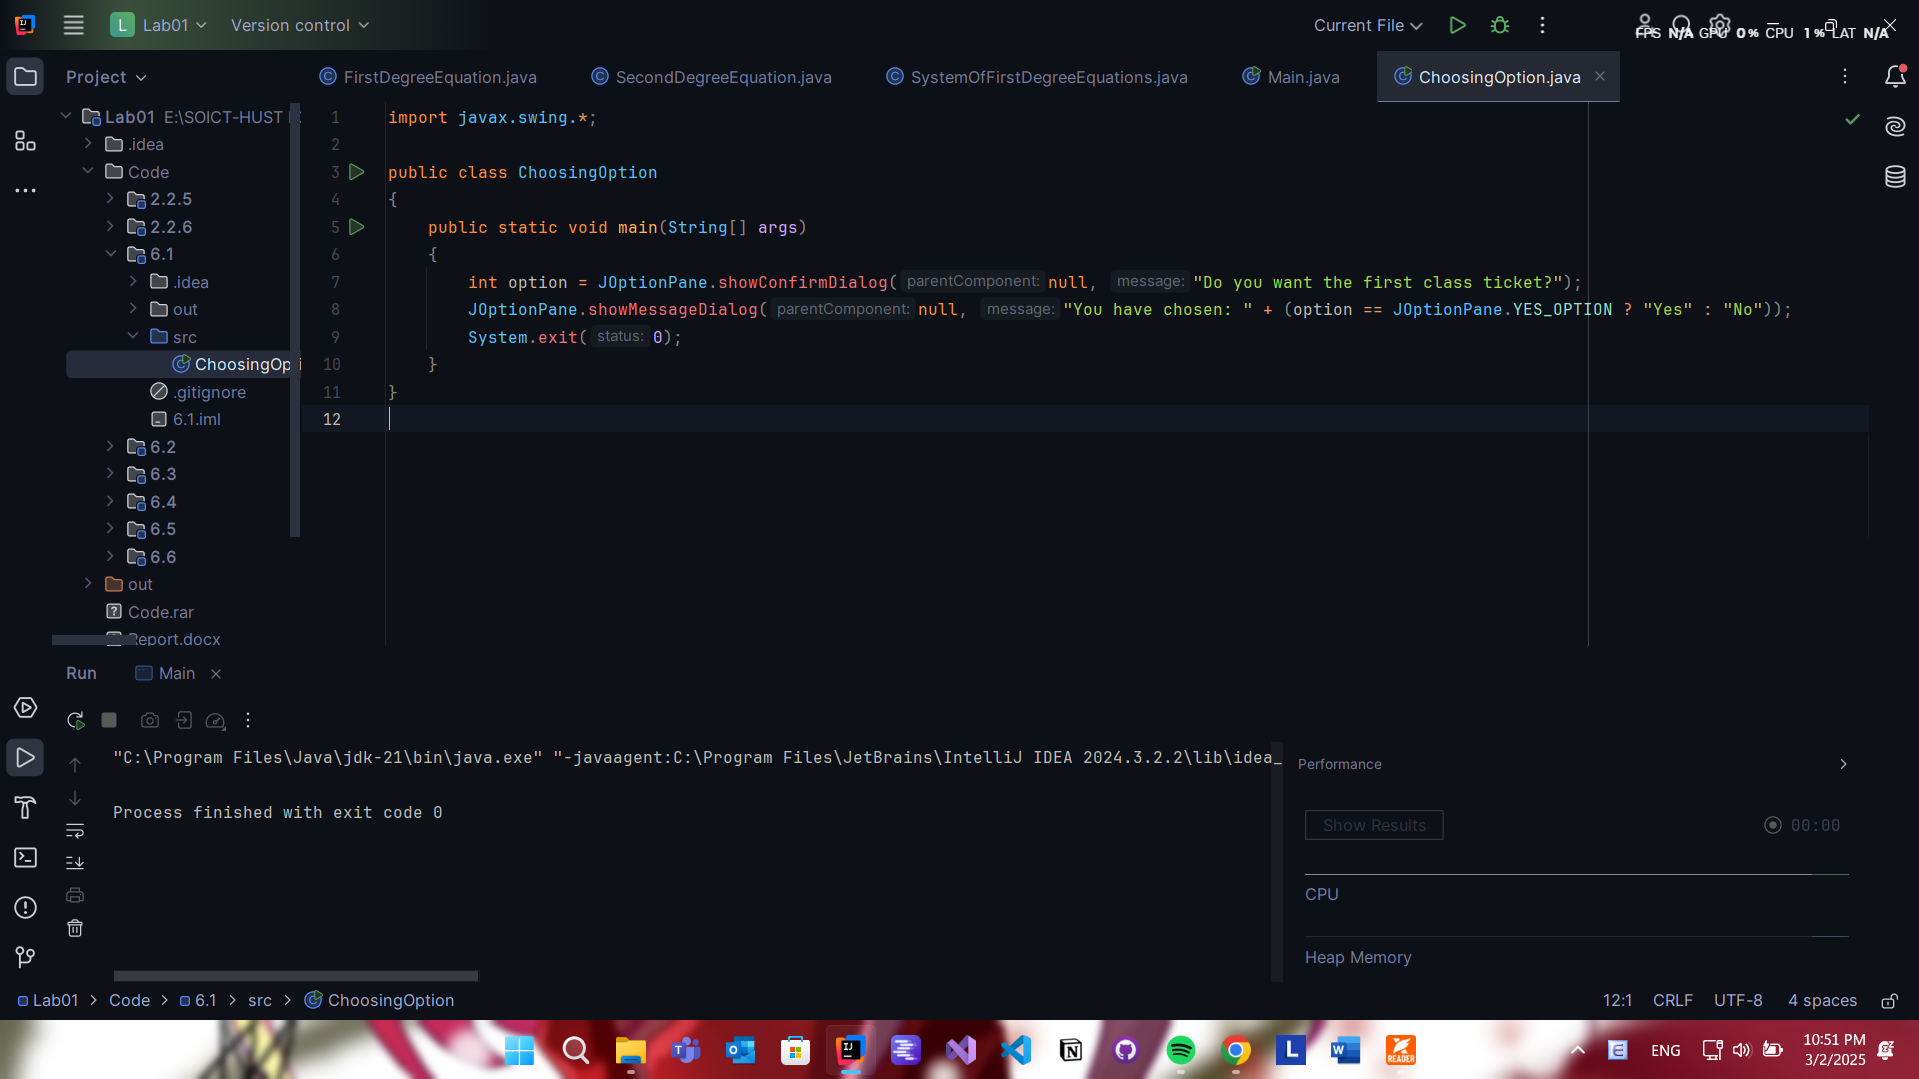 L Lab01 Version control Current File
FPS N/A GPU 0% CPU 1% LAT N/A
Project
FirstDegreeEquation.java SecondDegreeEquation.java SystemOfFirstDegreeEquations.java Main.java ChoosingOption.java
Lab01 E:\SOICT-HUST
.idea
Code
2.2.5
2.2.6
6.1
.idea
out
src
ChoosingOpti
.gitignore
6.1.iml
6.2
6.3
6.4
6.5
6.6
out
Code.rar
Report.docx
1 import javax.swing.*;
2
3 public class ChoosingOption
4 {
5 public static void main(String[] args)
6 {
7 int option = JOptionPane.showConfirmDialog( parentComponent: null, message: "Do you want the first class ticket?");
8 JOptionPane.showMessageDialog( parentComponent: null, message: "You have chosen: " + (option == JOptionPane.YES_OPTION ? "Yes" : "No"));
9 System.exit( status: 0);
10 }
11 }
12
Run Main
"C:\Program Files\Java\jdk-21\bin\java.exe" "-javaagent:C:\Program Files\JetBrains\IntelliJ IDEA 2024.3.2.2\lib\idea_
Process finished with exit code 0
Performance
Show Results 00:00
CPU
Heap Memory
Lab01 > Code > 6.1 > src > ChoosingOption
12:1 CRLF UTF-8 4 spaces
ENG
10:51 PM
3/2/2025